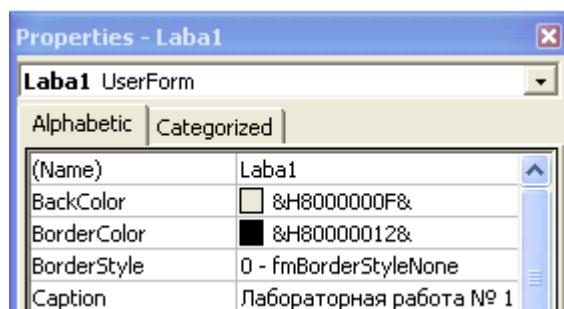 Properties - Laba1
Laba1 UserForm
Alphabetic Categorized
(Name) Laba1
BackColor &H8000000F&
BorderColor &H80000012&
BorderStyle 0 - fmBorderStyleNone
Caption Лабораторная работа № 1